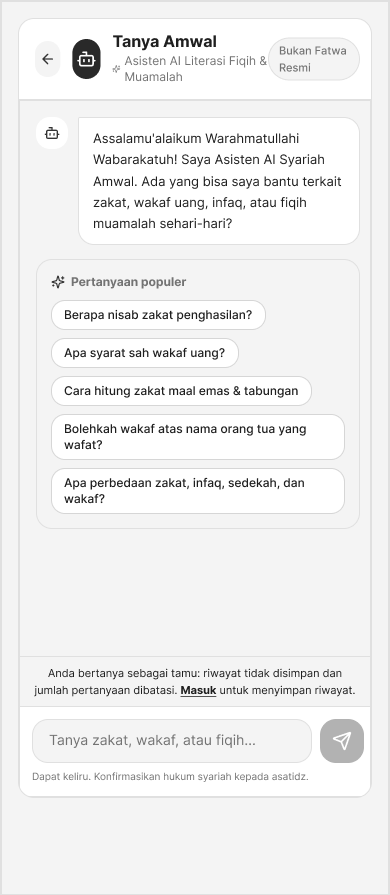 Tanya Amwal
Asisten AI Literasi Fiqih &
Muamalah
Bukan Fatwa
Resmi
Assalamu'alaikum Warahmatullahi
Wabarakatuh! Saya Asisten AI Syariah
Amwal. Ada yang bisa saya bantu terkait
zakat, wakaf uang, infaq, atau fiqih
muamalah sehari-hari?
Pertanyaan populer
Berapa nisab zakat penghasilan?
Apa syarat sah wakaf uang?
Cara hitung zakat maal emas & tabungan
Bolehkah wakaf atas nama orang tua yang
wafat?
Apa perbedaan zakat, infaq, sedekah, dan
wakaf?
Anda bertanya sebagai tamu: riwayat tidak disimpan dan
jumlah pertanyaan dibatasi. Masuk untuk menyimpan riwayat.
Tanya zakat, wakaf, atau fiqih...
Dapat keliru. Konfirmasikan hukum syariah kepada asatidz.